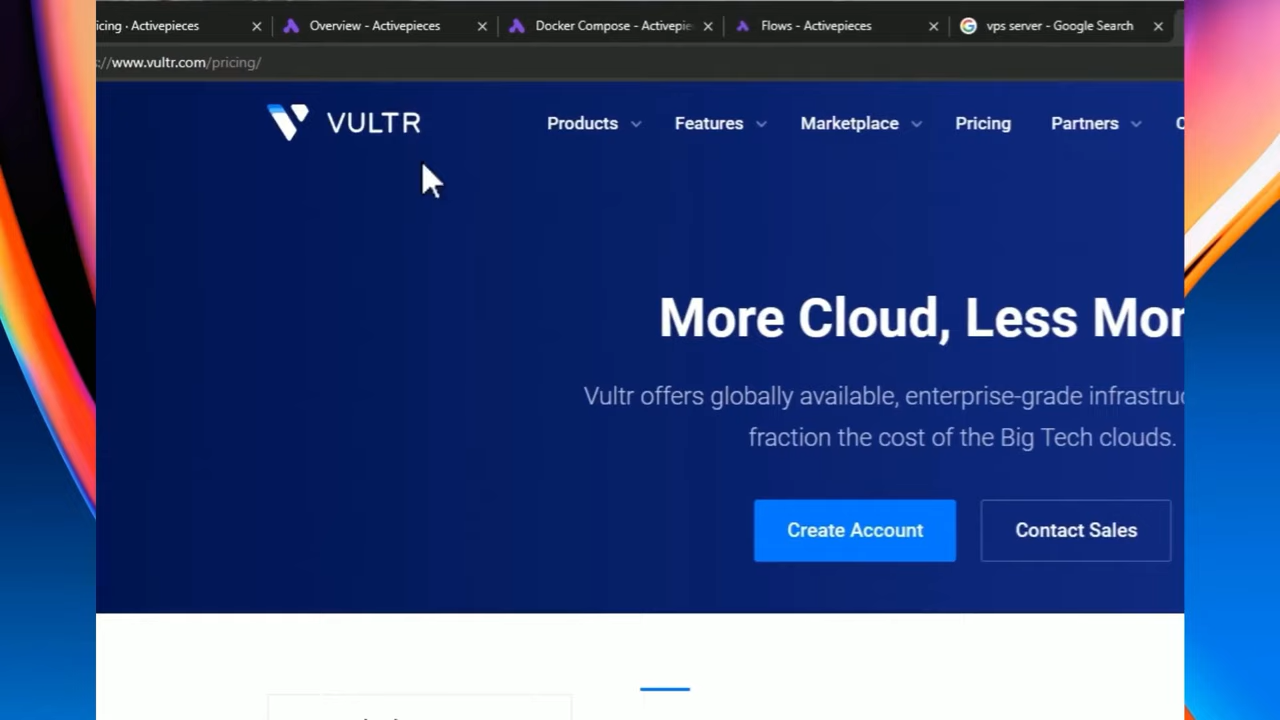 icing · Activepieces
Overview - Activepieces
Docker Compose - Activepie
Flows - Activepieces
vps server - Google Search
://www.vultr.com/pricing/
VULTR
Products
Features
Marketplace
Pricing
Partners
More Cloud, Less Mon
Vultr offers globally available, enterprise-grade infrastruc
fraction the cost of the Big Tech clouds.
Create Account
Contact Sales